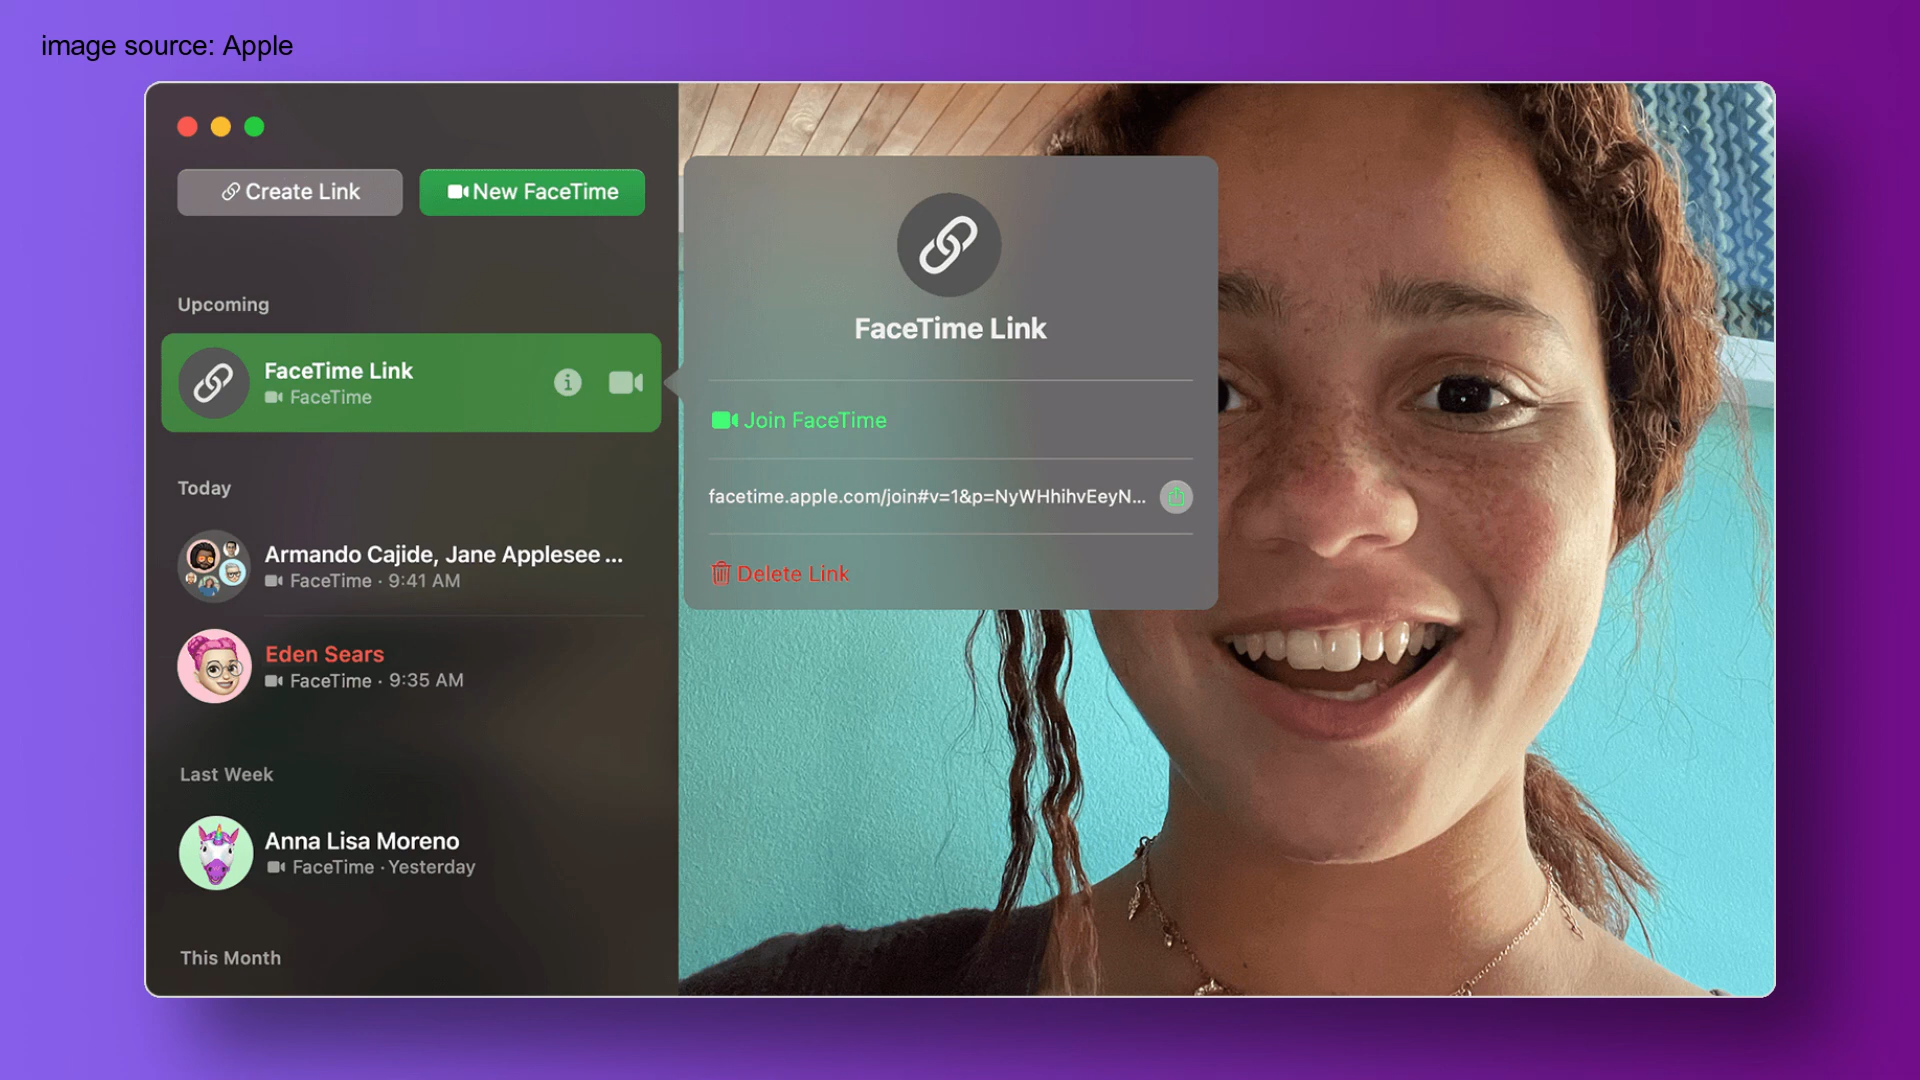 image source: Apple
Create Link
New FaceTime
Upcoming
FaceTime Link
FaceTime
Today
Armando Cajide, Jane Applesee ...
FaceTime · 9:41 AM
Eden Sears
FaceTime · 9:35 AM
Last Week
Anna Lisa Moreno
FaceTime · Yesterday
This Month
FaceTime Link
Join FaceTime
facetime.apple.com/join#v=1&p=NyWHhihvEeyN...
Delete Link